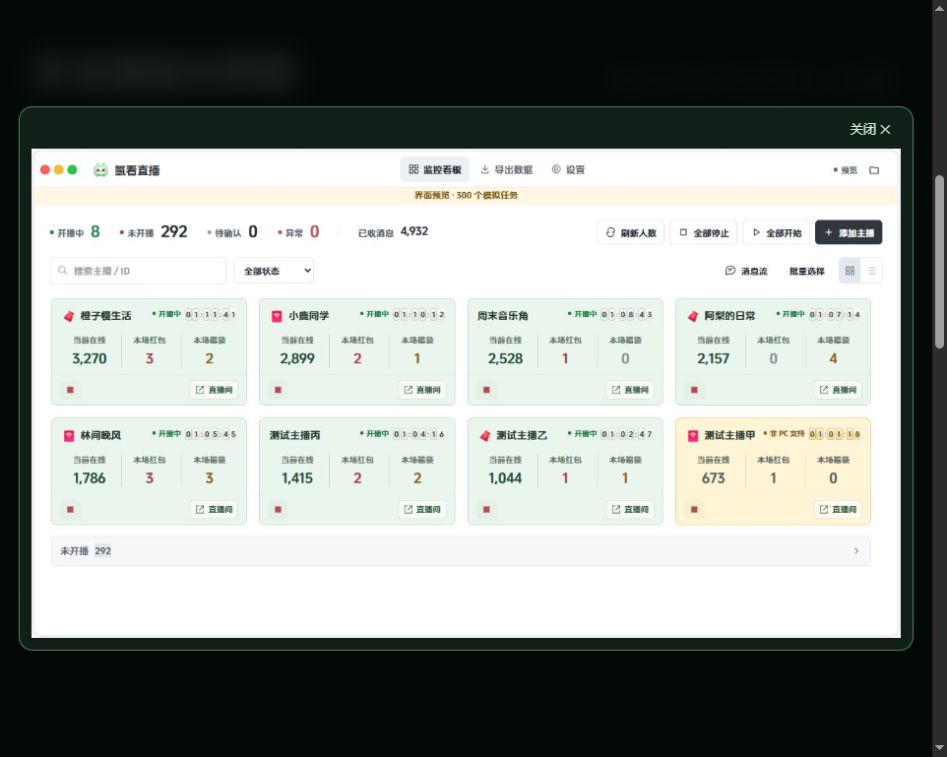 关闭 ×
氢看直播 监控看板 导出数据 设置 预览
界面预览 · 300 个模拟任务
开播中 8 未开播 292 待确认 0 异常 0 已收消息 4,932 刷新人数 全部停止 全部开始 + 添加主播
搜索主播 / ID 全部状态 消息流 批量选择
橙子慢生活 开播中 01:11:41
当前在线 本场红包 本场福袋
3,270 3 2
直播间
小鹿同学 开播中 01:10:12
当前在线 本场红包 本场福袋
2,899 2 1
直播间
周末音乐角 开播中 01:08:43
当前在线 本场红包 本场福袋
2,528 1 0
直播间
阿梨的日常 开播中 01:07:14
当前在线 本场红包 本场福袋
2,157 0 4
直播间
林间晚风 开播中 01:05:45
当前在线 本场红包 本场福袋
1,786 3 3
直播间
测试主播丙 开播中 01:04:16
当前在线 本场红包 本场福袋
1,415 2 2
直播间
测试主播乙 开播中 01:02:47
当前在线 本场红包 本场福袋
1,044 1 1
直播间
测试主播甲 非 PC 支持 01:01:18
当前在线 本场红包 本场福袋
673 1 0
直播间
未开播 292